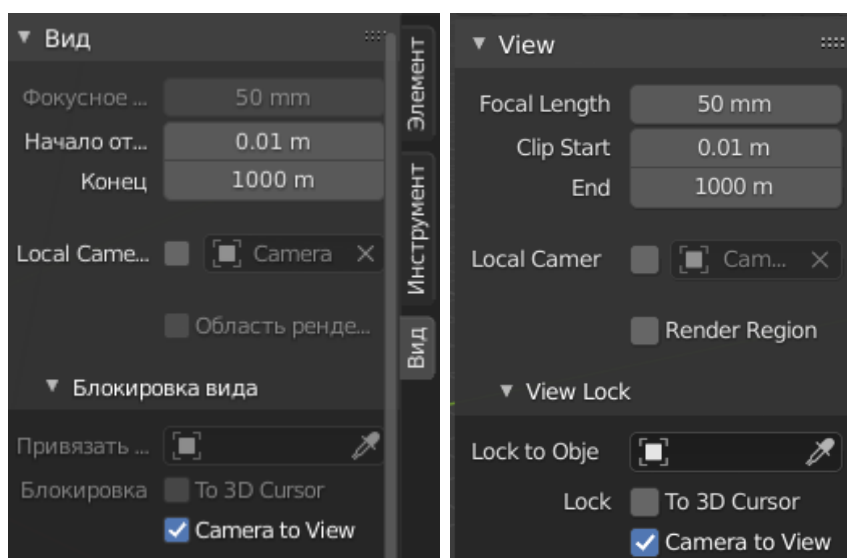 Вид
Фокусное ...
50 mm
Начало от...
0.01 m
Конец
1000 m
Local Came...
Camera
Область ренде...
Блокировка вида
Привязать ...
Блокировка
To 3D Cursor
Camera to View
Элемент
Инструмент
Вид
View
Focal Length
50 mm
Clip Start
0.01 m
End
1000 m
Local Camer
Cam...
Render Region
View Lock
Lock to Obje
Lock
To 3D Cursor
Camera to View